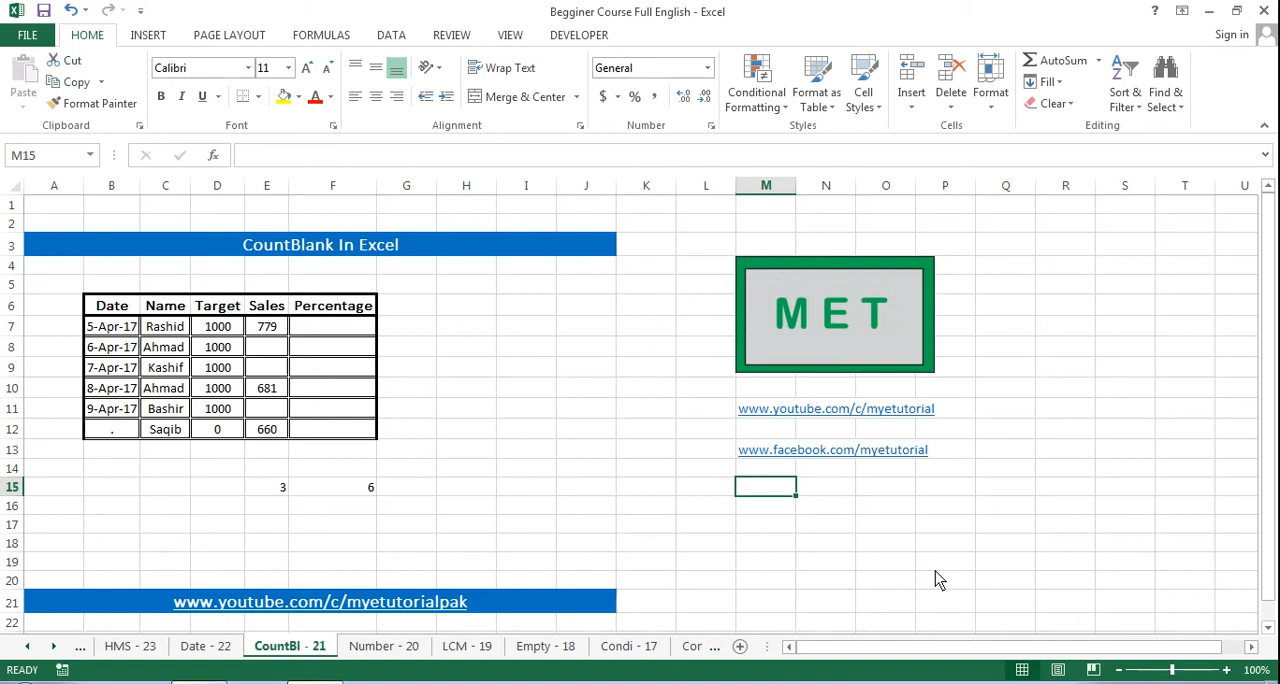 Begginer Course Full English - Excel
?
FILE HOME INSERT PAGE LAYOUT FORMULAS DATA REVIEW VIEW DEVELOPER Sign in
Paste Cut Copy Format Painter
Calibri 11 A A B I U A
Wrap Text Merge & Center
General $ % ,
Conditional Formatting Format as Table Cell Styles
Insert Delete Format
AutoSum Fill Clear Sort & Filter Find & Select
Clipboard Font Alignment Number Styles Cells Editing
M15 fx
A B C D E F G H I J K L M N O P Q R S T U
1
2
3 CountBlank In Excel
4
5
6 Date Name Target Sales Percentage
7 5-Apr-17 Rashid 1000 779
8 6-Apr-17 Ahmad 1000
9 7-Apr-17 Kashif 1000
10 8-Apr-17 Ahmad 1000 681
11 9-Apr-17 Bashir 1000
12 . Saqib 0 660
13
14
15 3 6
16
17
18
19
20
21 www.youtube.com/c/myetutorialpak
22
MET
www.youtube.com/c/myetutorial
www.facebook.com/myetutorial
... HMS - 23 Date - 22 CountBl - 21 Number - 20 LCM - 19 Empty - 18 Condi - 17 Cor ...
READY 100%